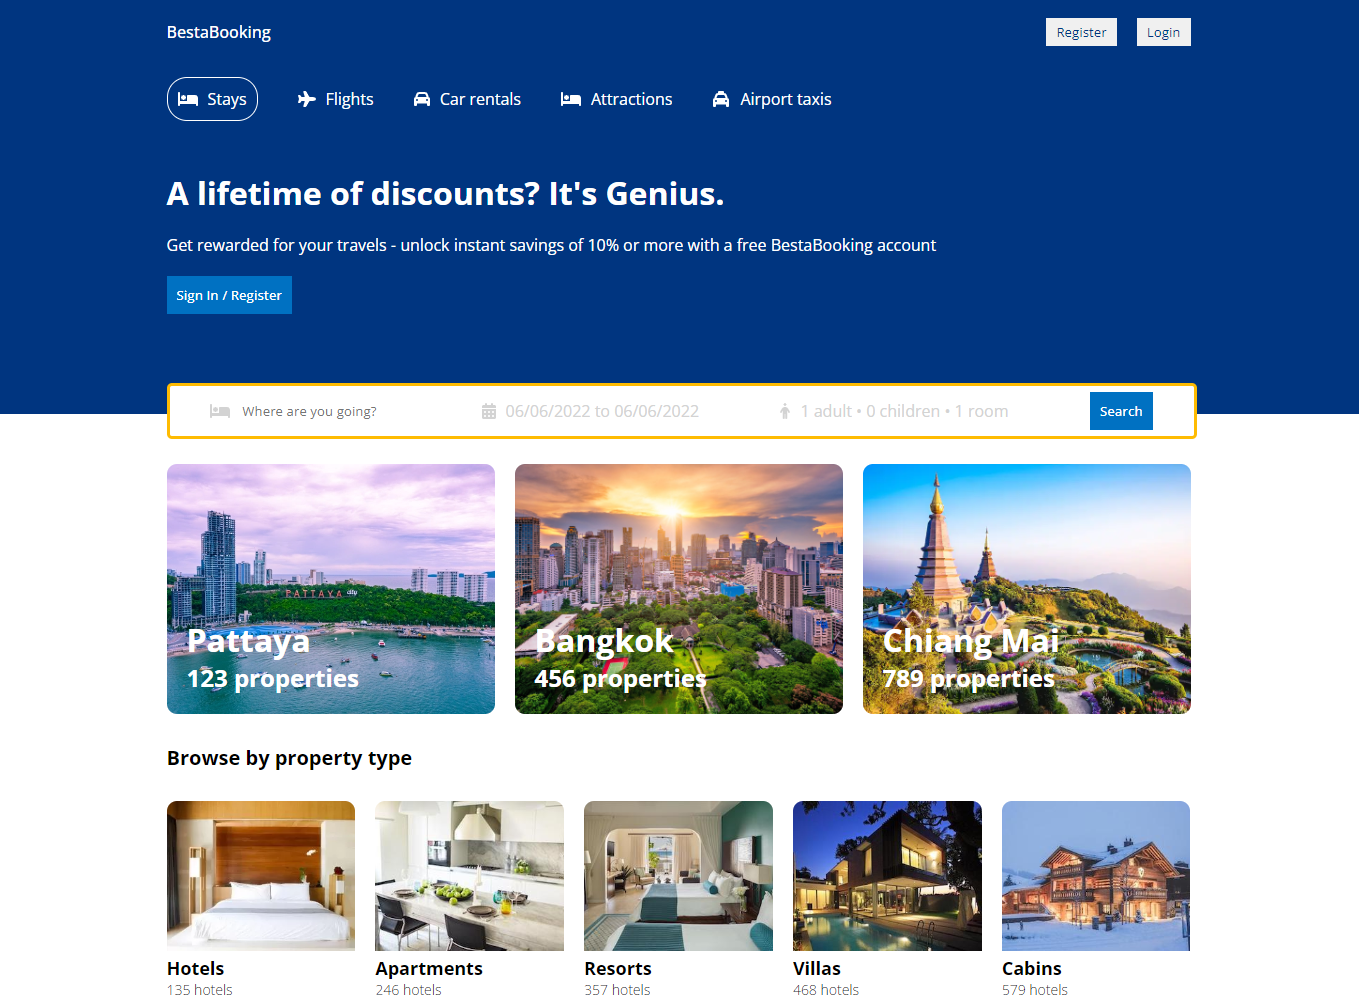 BestaBooking
Register
Login
Stays
Flights
Car rentals
Attractions
Airport taxis
A lifetime of discounts? It's Genius.
Get rewarded for your travels - unlock instant savings of 10% or more with a free BestaBooking account
Sign In / Register
Where are you going?
06/06/2022 to 06/06/2022
1 adult • 0 children • 1 room
Search
PATTAYA city
Pattaya
123 properties
Bangkok
456 properties
Chiang Mai
789 properties
Browse by property type
Hotels
135 hotels
Apartments
246 hotels
Resorts
357 hotels
Villas
468 hotels
Cabins
579 hotels